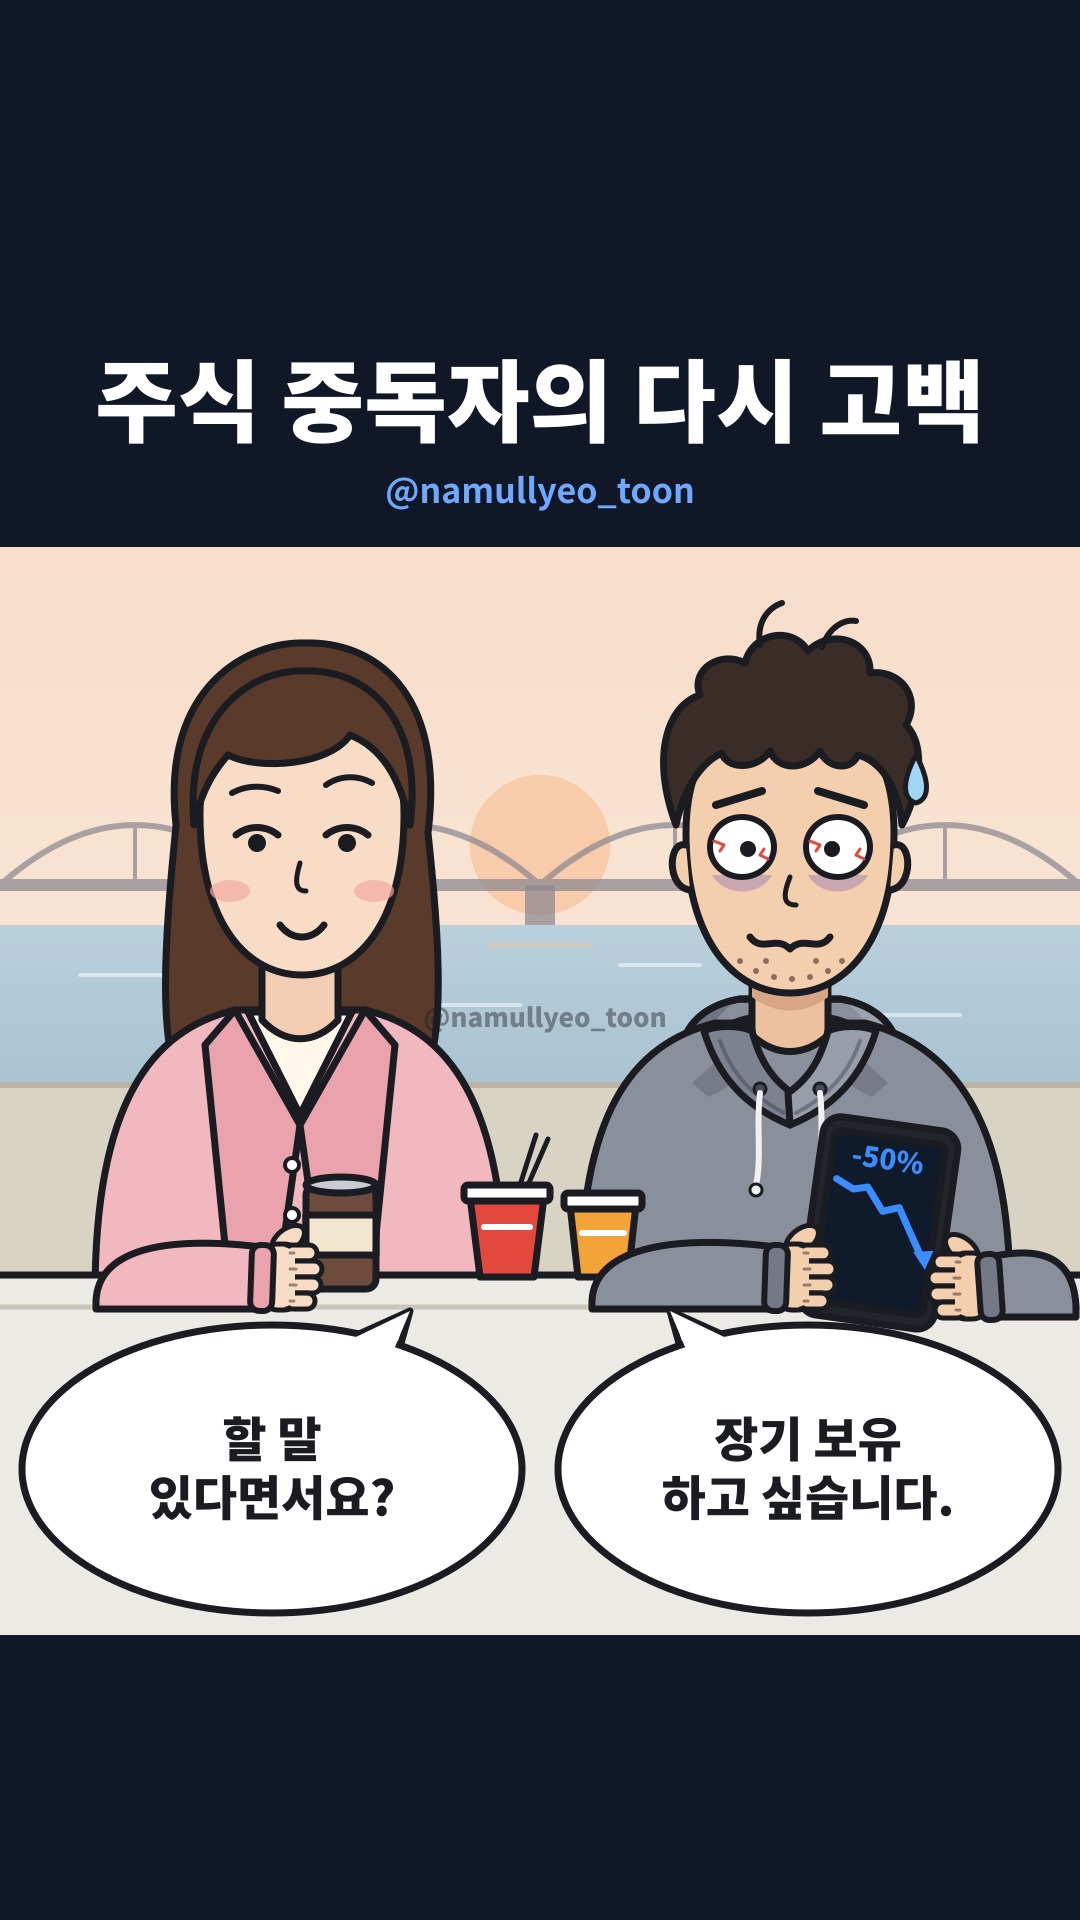 주식 중독자의 다시 고백
@namullyeo_toon
@namullyeo_toon
-50%
할 말
있다면서요?
장기 보유
하고 싶습니다.